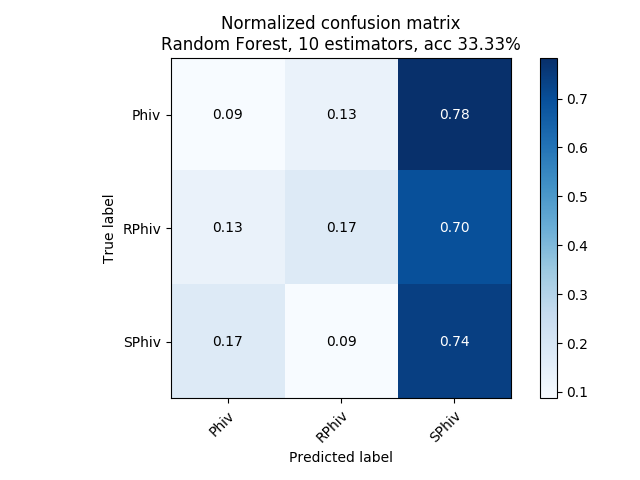 Normalized confusion matrix
Random Forest, 10 estimators, acc 33.33%
True label
Phiv 0.09 0.13 0.78
RPhiv 0.13 0.17 0.70
SPhiv 0.17 0.09 0.74
Phiv RPhiv SPhiv
Predicted label
0.7
0.6
0.5
0.4
0.3
0.2
0.1